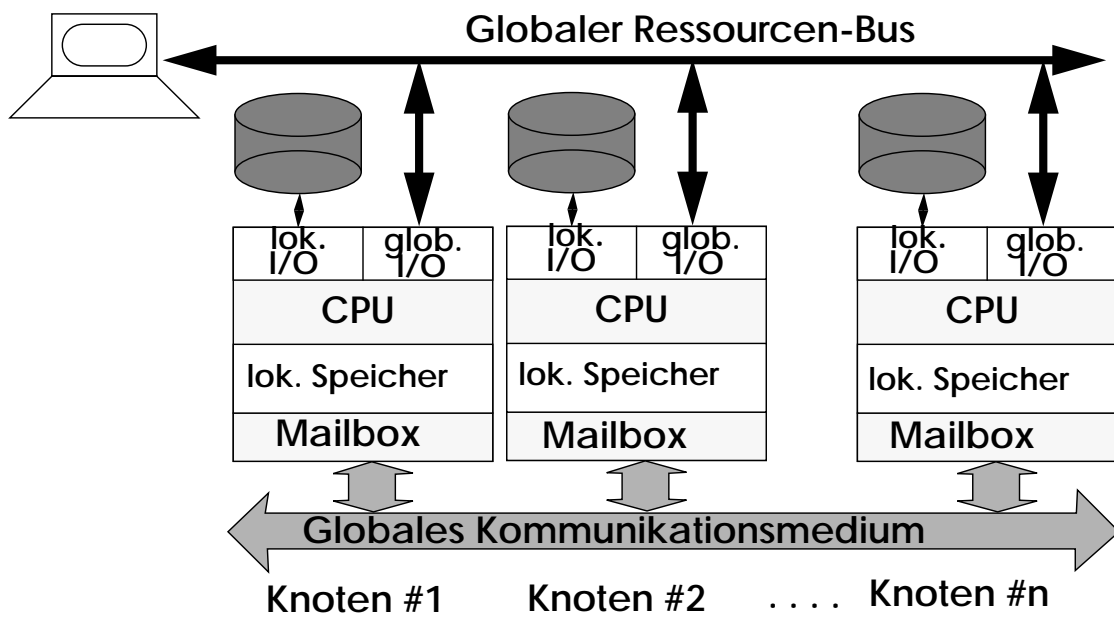 Globaler Ressourcen-Bus
lok. I/O
glob. I/O
lok. I/O
glob. I/O
lok. I/O
glob. I/O
CPU
CPU
CPU
lok. Speicher
lok. Speicher
lok. Speicher
Mailbox
Mailbox
Mailbox
Globales Kommunikationsmedium
Knoten #1
Knoten #2
. . . .
Knoten #n